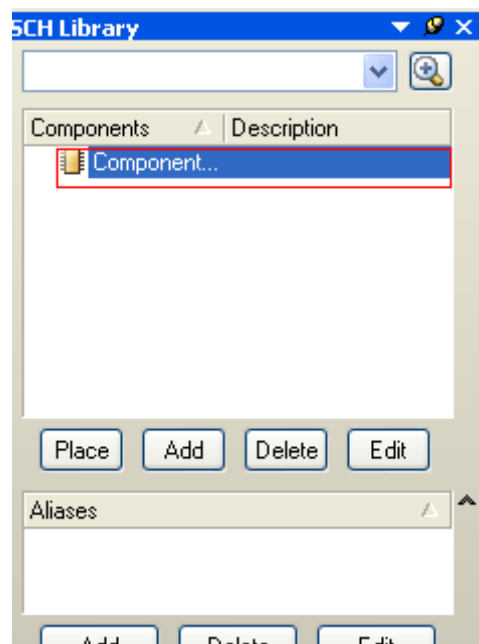 SCH Library
Components Description
Component...
Place Add Delete Edit
Aliases
Add Delete Edit